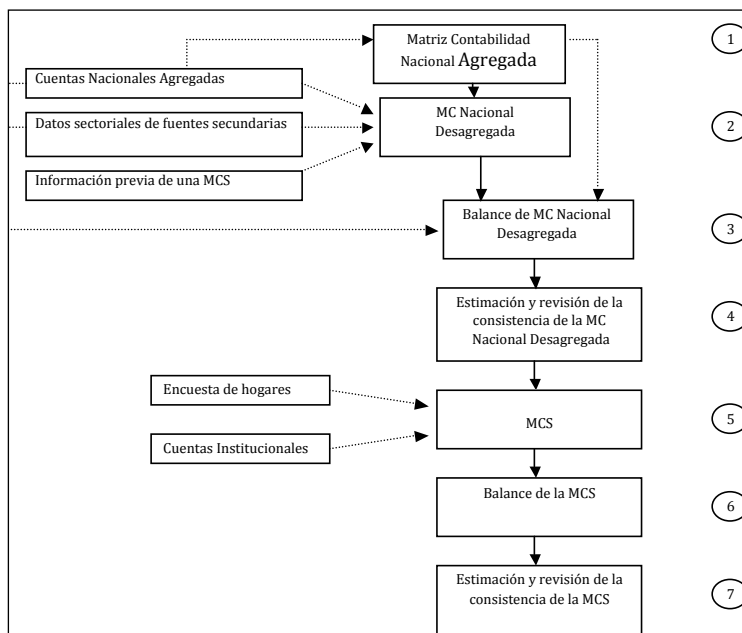 Matriz Contabilidad
Nacional Agregada
1
Cuentas Nacionales Agregadas
Datos sectoriales de fuentes secundarias
MC Nacional
Desagregada
2
Información previa de una MCS
Balance de MC Nacional
Desagregada
3
Estimación y revisión de la
consistencia de la MC
Nacional Desagregada
4
Encuesta de hogares
MCS
5
Cuentas Institucionales
Balance de la MCS
6
Estimación y revisión de la
consistencia de la MCS
7